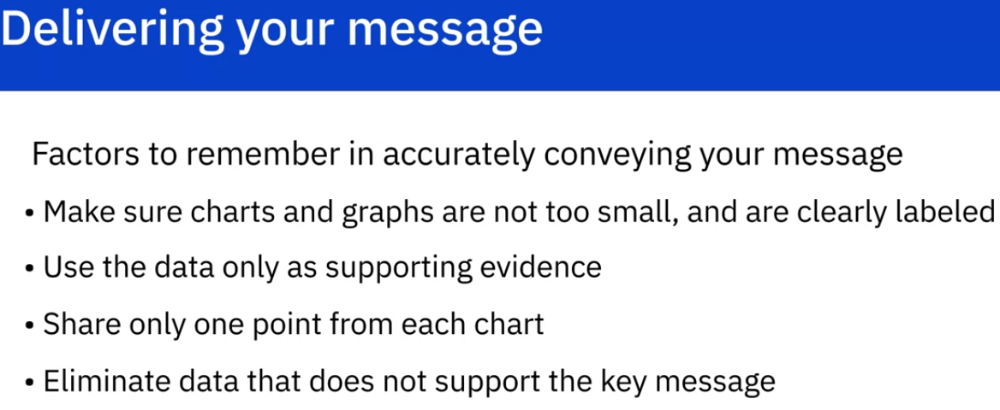 Delivering your message
Factors to remember in accurately conveying your message
• Make sure charts and graphs are not too small, and are clearly labeled
• Use the data only as supporting evidence
• Share only one point from each chart
• Eliminate data that does not support the key message